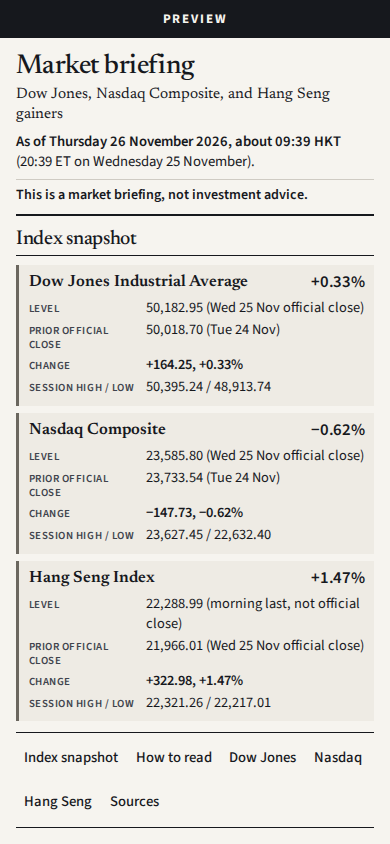 PREVIEW
Market briefing
Dow Jones, Nasdaq Composite, and Hang Seng
gainers
As of Thursday 26 November 2026, about 09:39 HKT
(20:39 ET on Wednesday 25 November).
This is a market briefing, not investment advice.
Index snapshot
Dow Jones Industrial Average +0.33%
LEVEL 50,182.95 (Wed 25 Nov official close)
PRIOR OFFICIAL CLOSE 50,018.70 (Tue 24 Nov)
CHANGE +164.25, +0.33%
SESSION HIGH / LOW 50,395.24 / 48,913.74
Nasdaq Composite −0.62%
LEVEL 23,585.80 (Wed 25 Nov official close)
PRIOR OFFICIAL CLOSE 23,733.54 (Tue 24 Nov)
CHANGE −147.73, −0.62%
SESSION HIGH / LOW 23,627.45 / 22,632.40
Hang Seng Index +1.47%
LEVEL 22,288.99 (morning last, not official
close)
PRIOR OFFICIAL CLOSE 21,966.01 (Wed 25 Nov official close)
CHANGE +322.98, +1.47%
SESSION HIGH / LOW 22,321.26 / 22,217.01
Index snapshot How to read Dow Jones Nasdaq
Hang Seng Sources